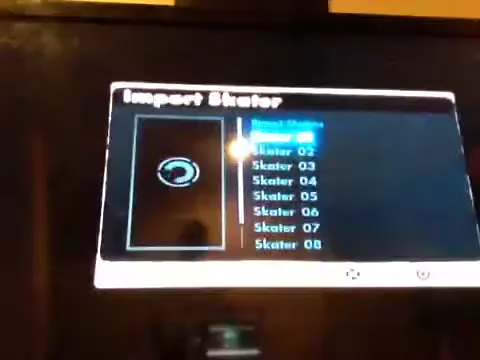 Import Skater
Skater 02
Skater 03
Skater 04
Skater 05
Skater 06
Skater 07
Skater 08